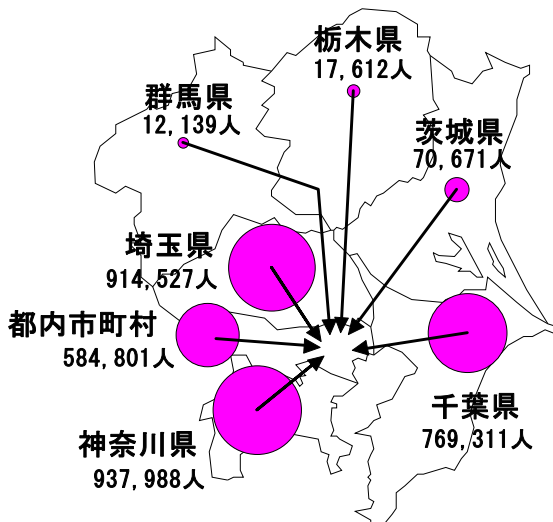 栃木県
17,612人
群馬県
12,139人
茨城県
70,671人
埼玉県
914,527人
都内市町村
584,801人
千葉県
769,311人
神奈川県
937,988人